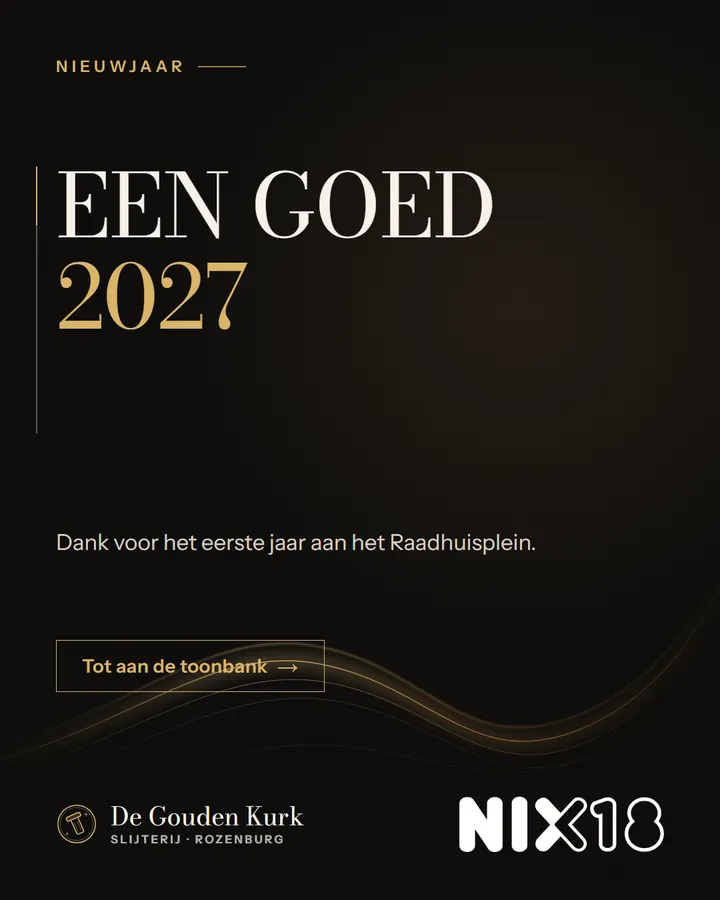 NIEUWJAAR
EEN GOED
2027
Dank voor het eerste jaar aan het Raadhuisplein.
Tot aan de toonbank →
De Gouden Kurk
SLIJTERIJ · ROZENBURG
NIX18